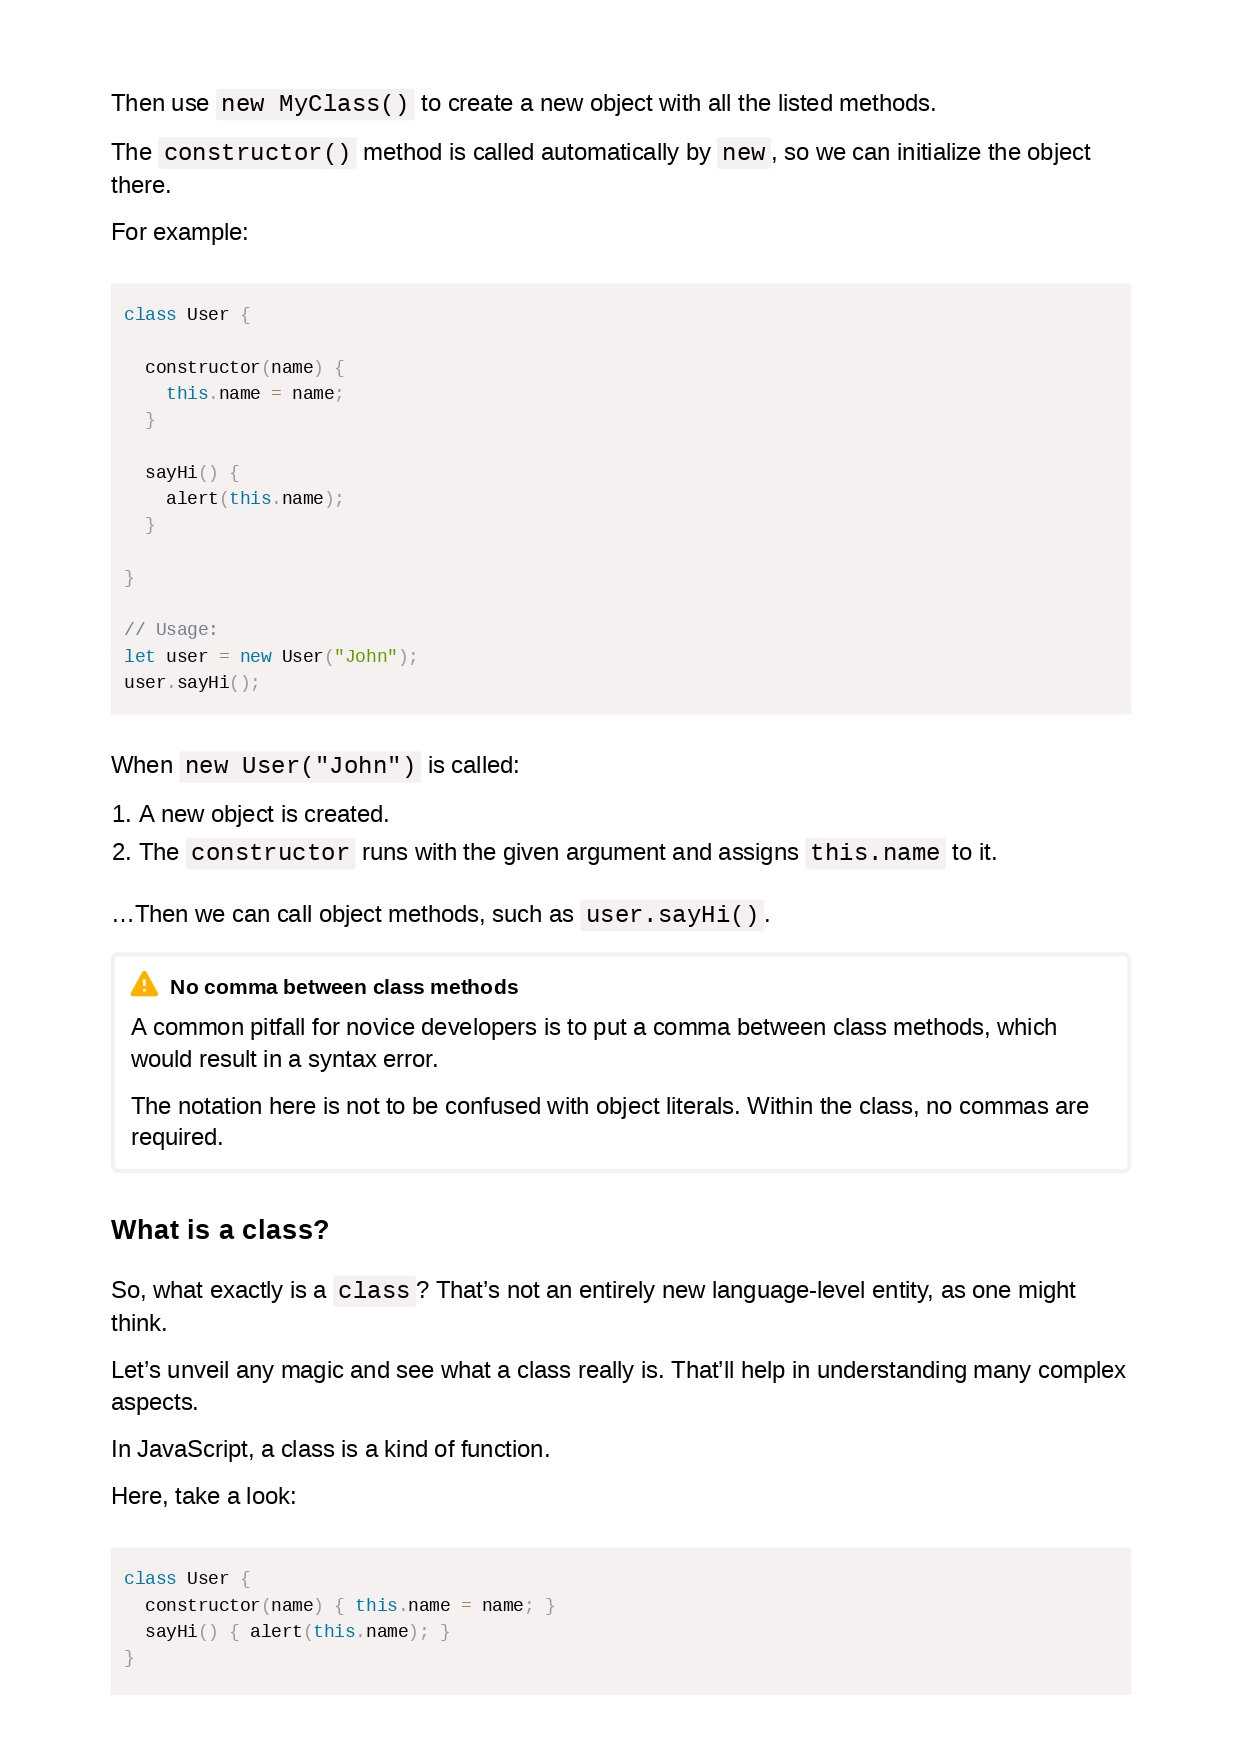 Then use new MyClass() to create a new object with all the listed methods.
The constructor() method is called automatically by new, so we can initialize the object
there.
For example:
class User {
  constructor(name) {
    this.name = name;
  }
  sayHi() {
    alert(this.name);
  }
}
// Usage:
let user = new User("John");
user.sayHi();
When new User("John") is called:
1. A new object is created.
2. The constructor runs with the given argument and assigns this.name to it.
…Then we can call object methods, such as user.sayHi().
No comma between class methods
A common pitfall for novice developers is to put a comma between class methods, which
would result in a syntax error.
The notation here is not to be confused with object literals. Within the class, no commas are
required.
What is a class?
So, what exactly is a class? That’s not an entirely new language-level entity, as one might
think.
Let’s unveil any magic and see what a class really is. That’ll help in understanding many complex
aspects.
In JavaScript, a class is a kind of function.
Here, take a look:
class User {
  constructor(name) { this.name = name; }
  sayHi() { alert(this.name); }
}